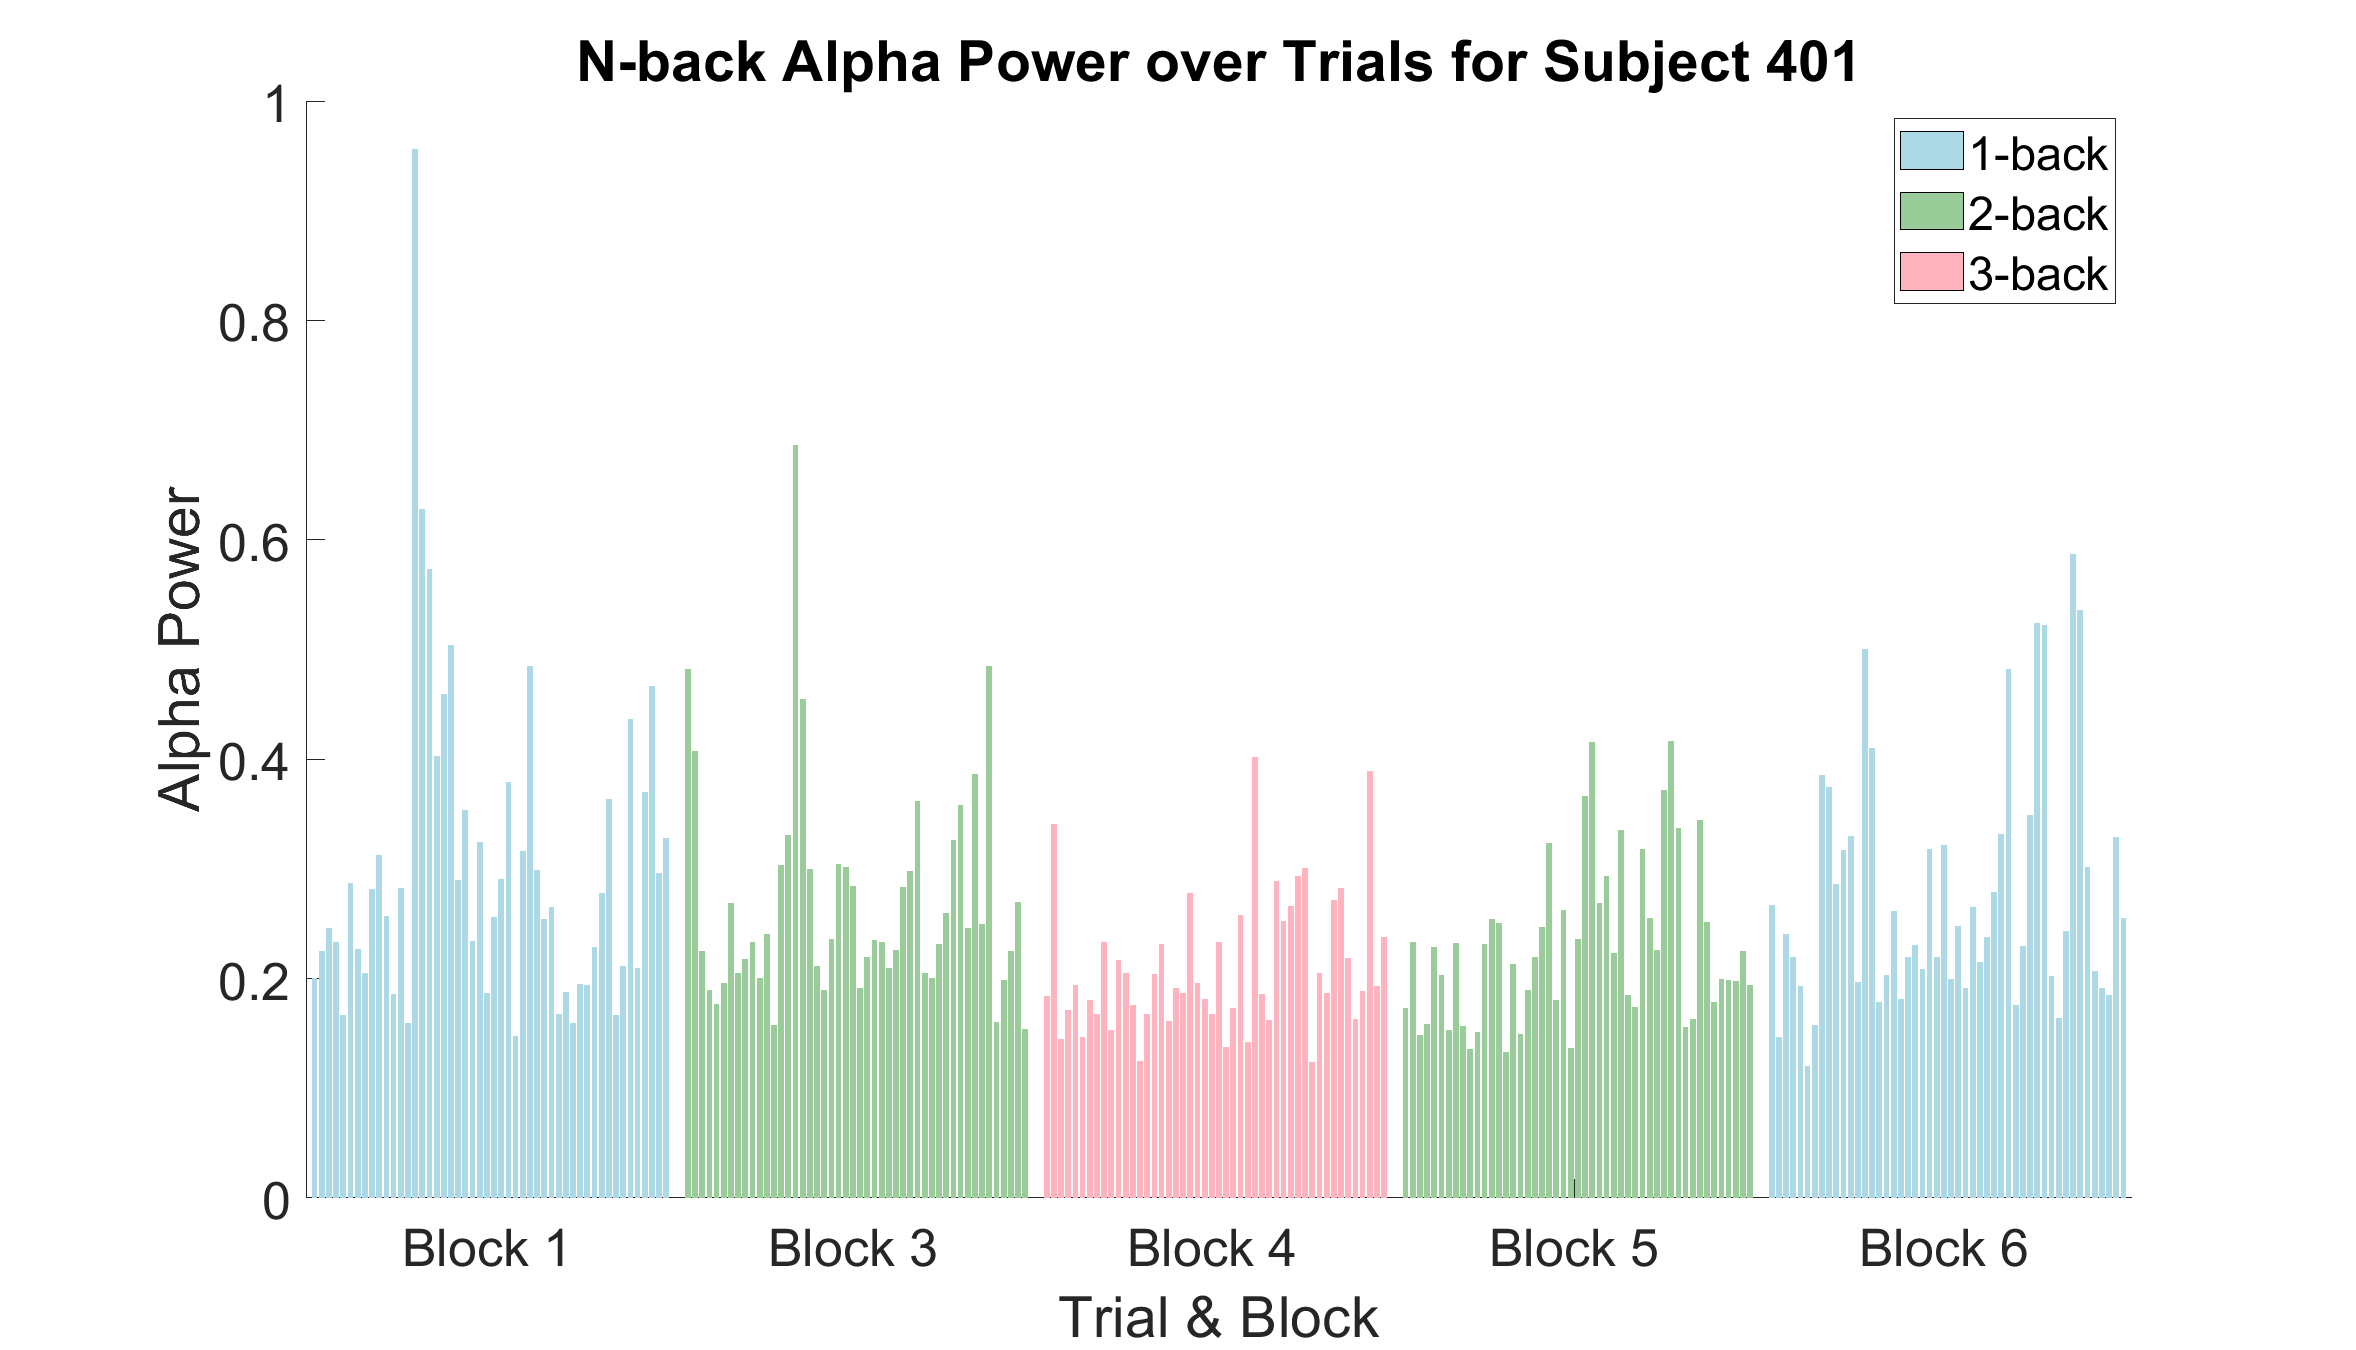 N-back Alpha Power over Trials for Subject 401
1
0.8
0.6
0.4
0.2
0
Alpha Power
1-back
2-back
3-back
Block 1
Block 3
Block 4
Block 5
Block 6
Trial & Block